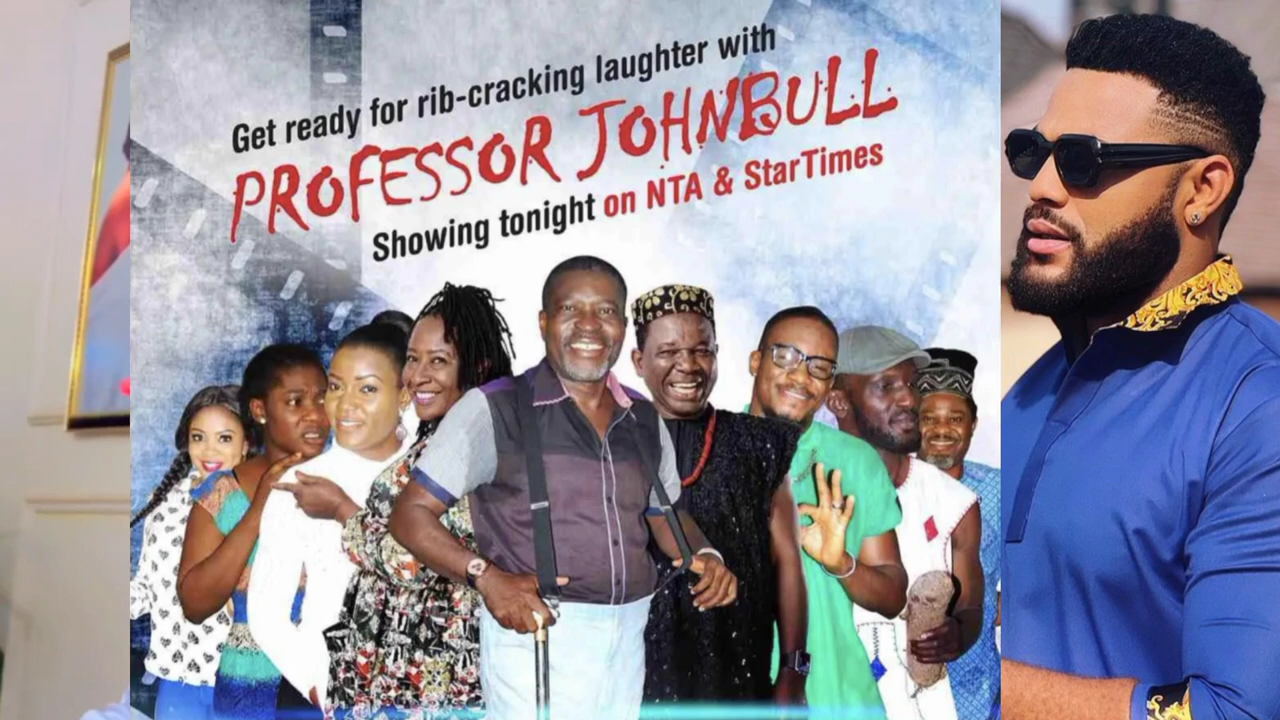 Get ready for rib-cracking laughter with
PROFESSOR JOHNBULL
Showing tonight on NTA & StarTimes